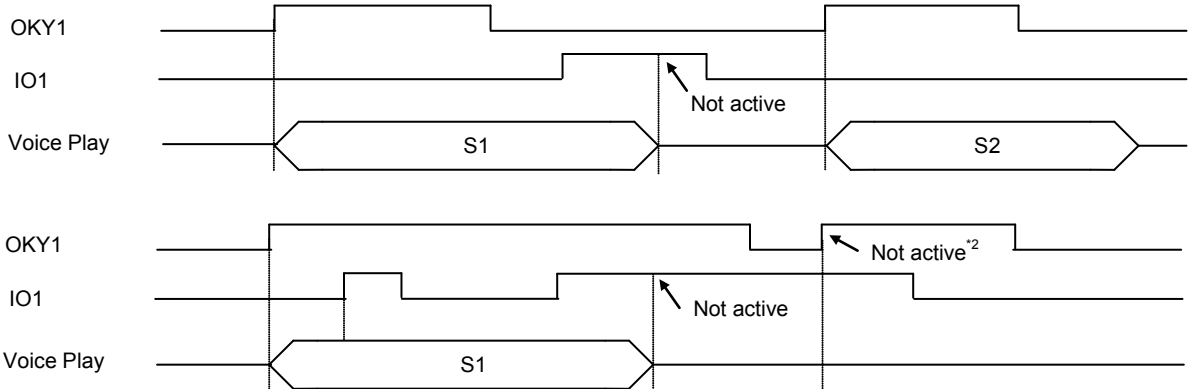 OKY1
IO1
Not active
Voice Play
S1
S2
OKY1
Not active*2
IO1
Not active
Voice Play
S1